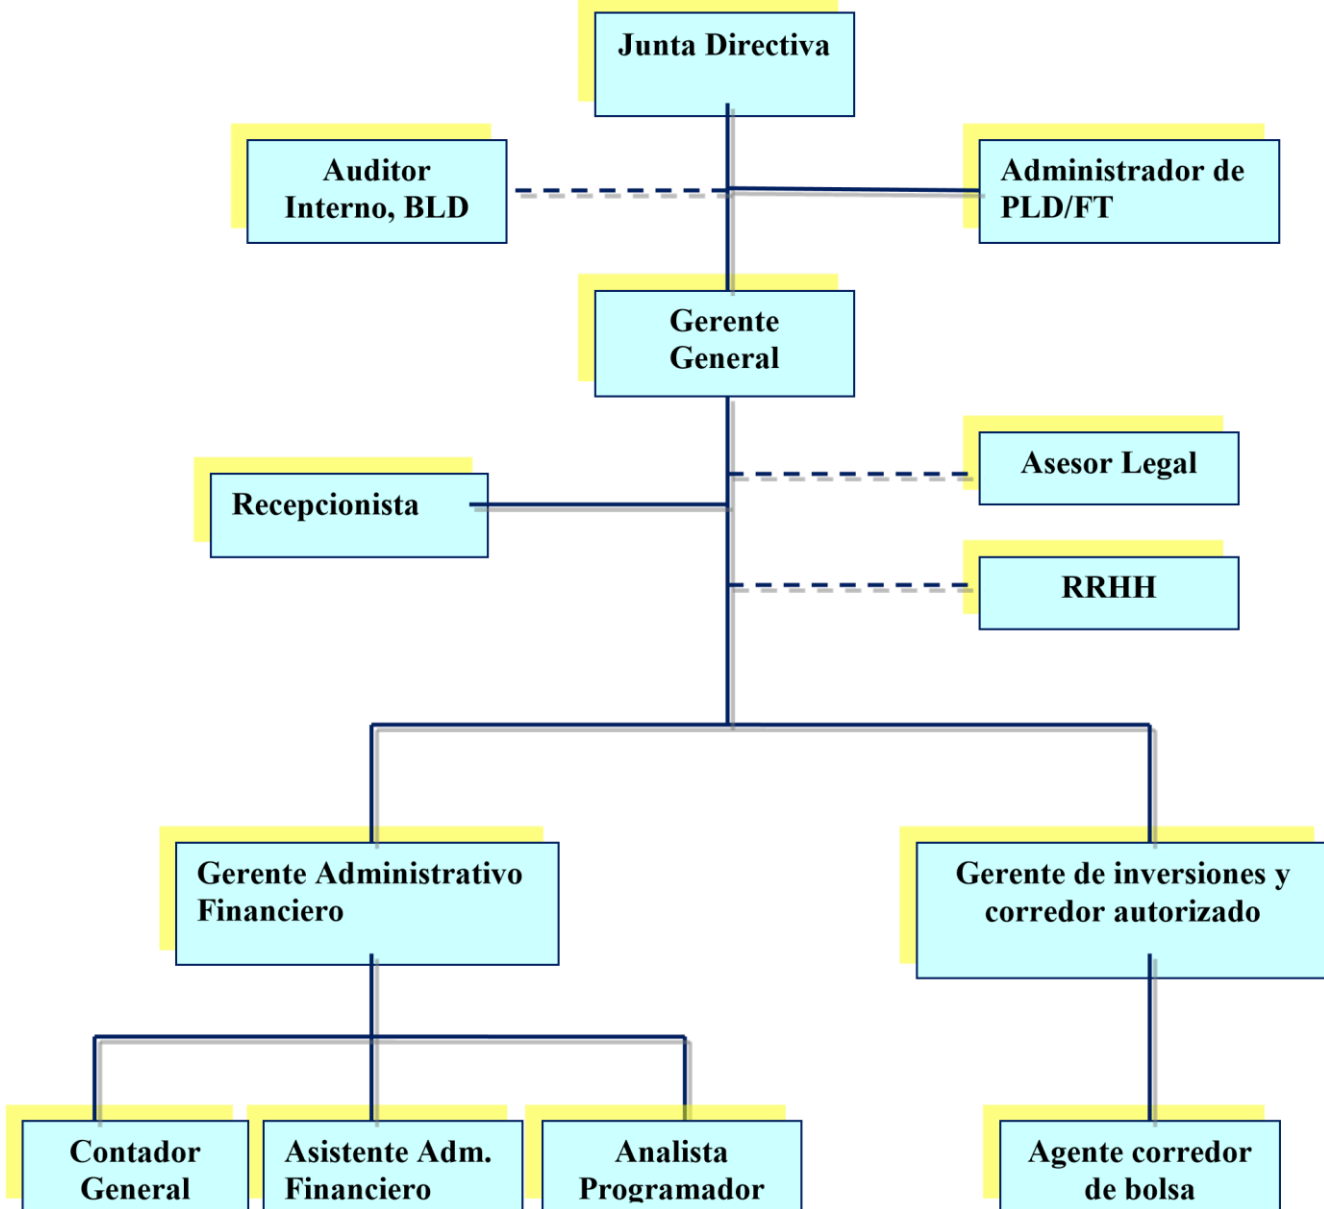 Junta Directiva
Auditor
Interno, BLD
Administrador de
PLD/FT
Gerente
General
Asesor Legal
Recepcionista
RRHH
Gerente Administrativo
Financiero
Gerente de inversiones y
corredor autorizado
Contador
General
Asistente Adm.
Financiero
Analista
Programador
Agente corredor
de bolsa